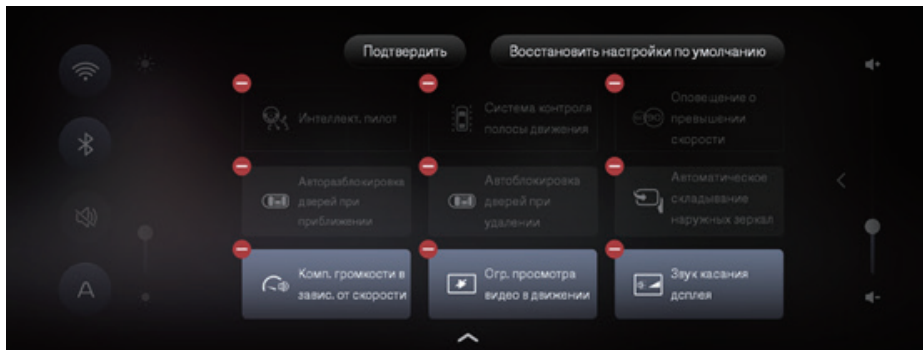 Подтвердить
Восстановить настройки по умолчанию
Интеллект. пилот
Система контроля
полосы движения
Оповещение о
превышении
скорости
Авторазблокировка
дверей при
приближении
Автоблокировка
дверей при
удалении
Автоматическое
складывание
наружных зеркал
Комп. громкости в
завис. от скорости
Огр. просмотра
видео в движении
Звук касания
дсплея
A